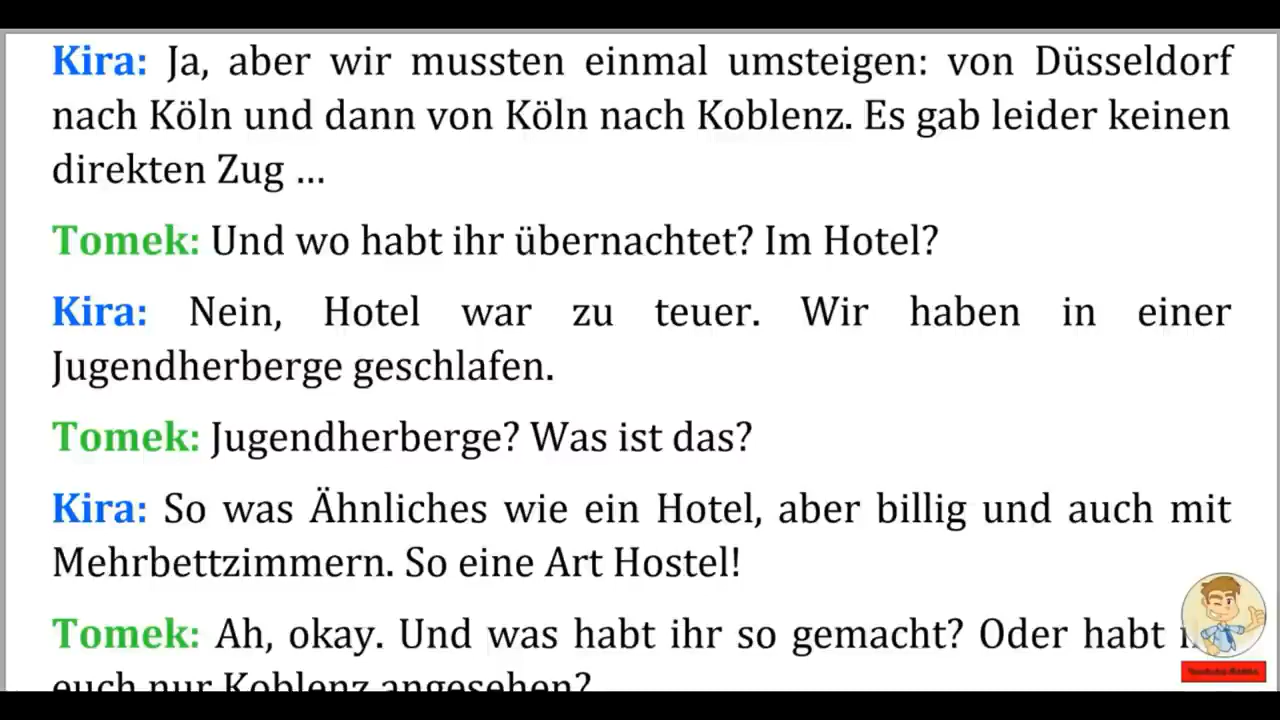 Kira: Ja, aber wir mussten einmal umsteigen: von Düsseldorf
nach Köln und dann von Köln nach Koblenz. Es gab leider keinen
direkten Zug ...
Tomek: Und wo habt ihr übernachtet? Im Hotel?
Kira: Nein, Hotel war zu teuer. Wir haben in einer
Jugendherberge geschlafen.
Tomek: Jugendherberge? Was ist das?
Kira: So was Ähnliches wie ein Hotel, aber billig und auch mit
Mehrbettzimmern. So eine Art Hostel!
Tomek: Ah, okay. Und was habt ihr so gemacht? Oder habt
euch nur Koblenz angesehen?